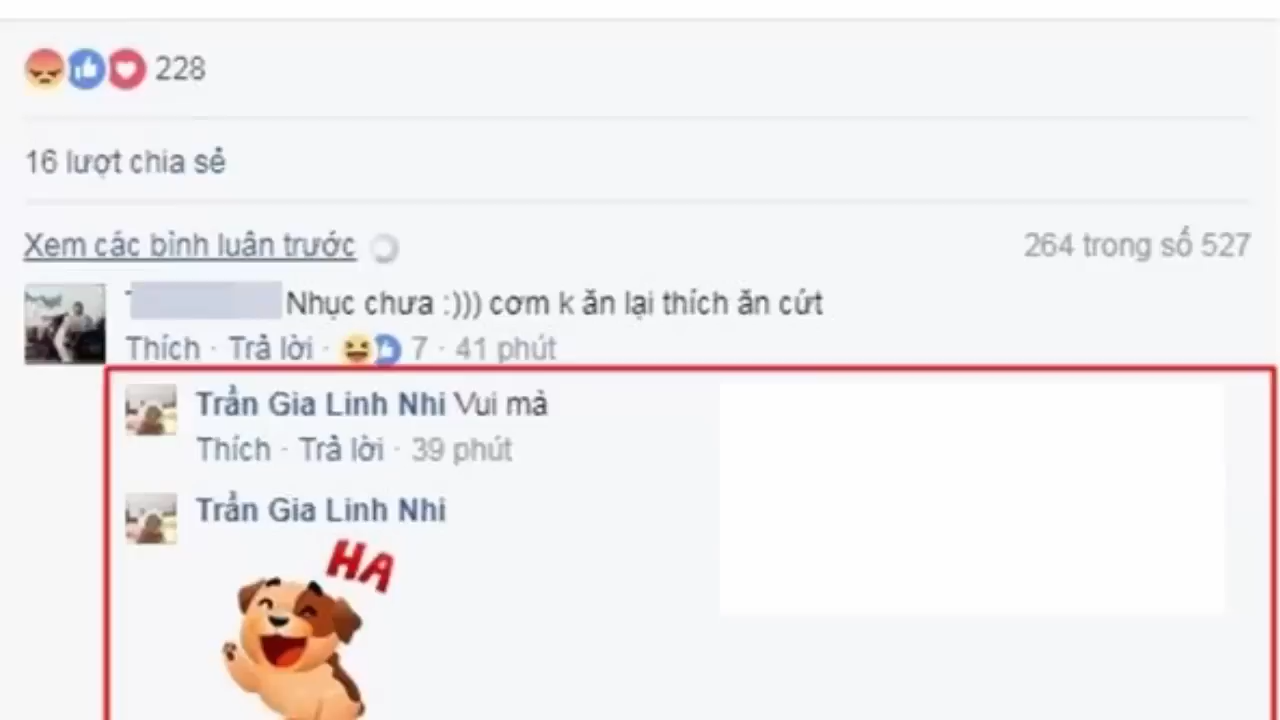 228
16 lượt chia sẻ
Xem các bình luận trước
264 trong số 527
Nhục chưa :))) cơm k ăn lại thích ăn cứt
Thích · Trả lời · 7 · 41 phút
Trần Gia Linh Nhi Vui mà
Thích · Trả lời · 39 phút
Trần Gia Linh Nhi
HA